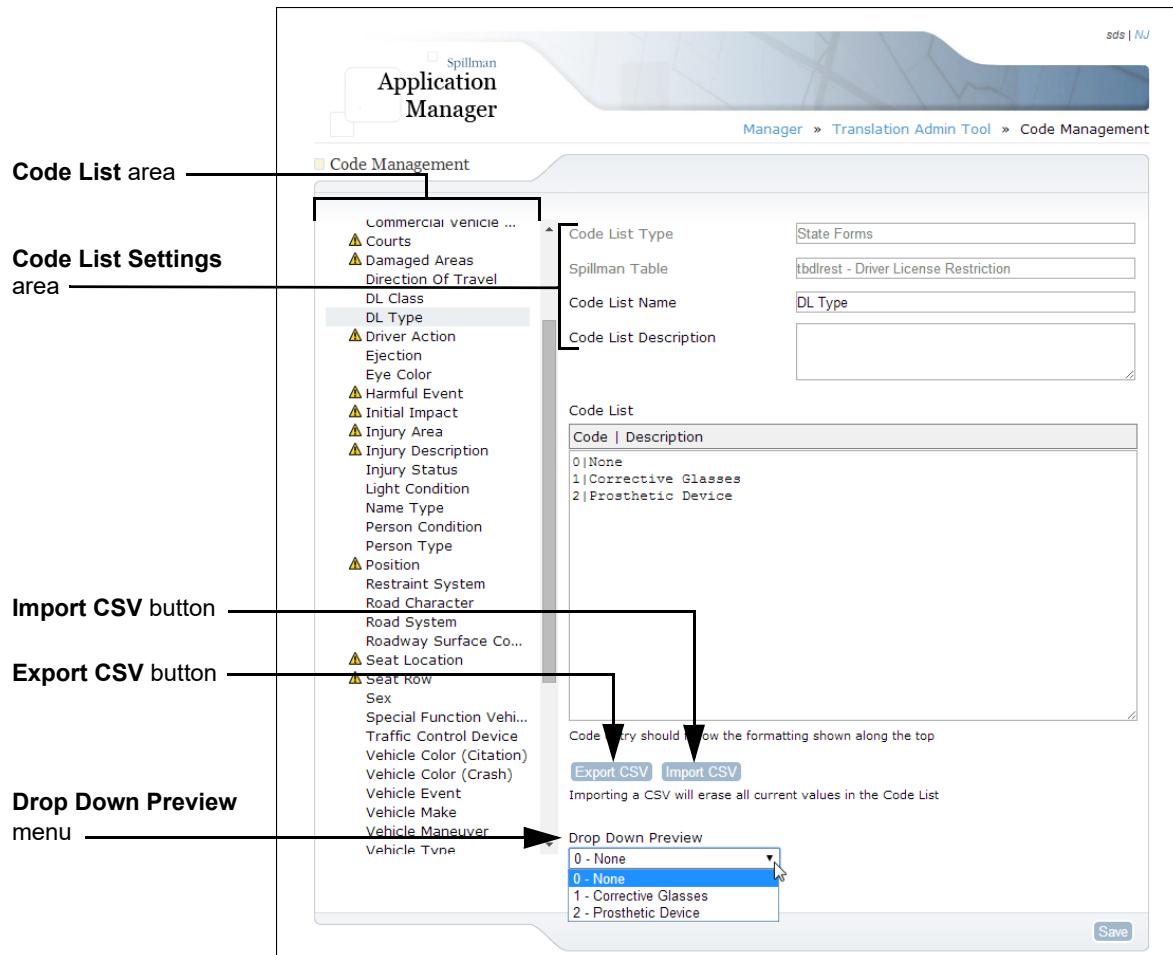 sds | NJ
Spillman
Application
Manager
Manager » Translation Admin Tool » Code Management
Code Management
Code List area
Code List Settings
area
Import CSV button
Export CSV button
Drop Down Preview
menu
Commercial Vehicle ...
Courts
Damaged Areas
Direction Of Travel
DL Class
DL Type
Driver Action
Ejection
Eye Color
Harmful Event
Initial Impact
Injury Area
Injury Description
Injury Status
Light Condition
Name Type
Person Condition
Person Type
Position
Restraint System
Road Character
Road System
Roadway Surface Co...
Seat Location
Seat Row
Sex
Special Function Vehi...
Traffic Control Device
Vehicle Color (Citation)
Vehicle Color (Crash)
Vehicle Event
Vehicle Make
Vehicle Maneuver
Vehicle Type
Code List Type
State Forms
Spillman Table
tbdlrest - Driver License Restriction
Code List Name
DL Type
Code List Description
Code List
Code | Description
0|None
1|Corrective Glasses
2|Prosthetic Device
Code entry should follow the formatting shown along the top
Export CSV
Import CSV
Importing a CSV will erase all current values in the Code List
Drop Down Preview
0 - None
0 - None
1 - Corrective Glasses
2 - Prosthetic Device
Save